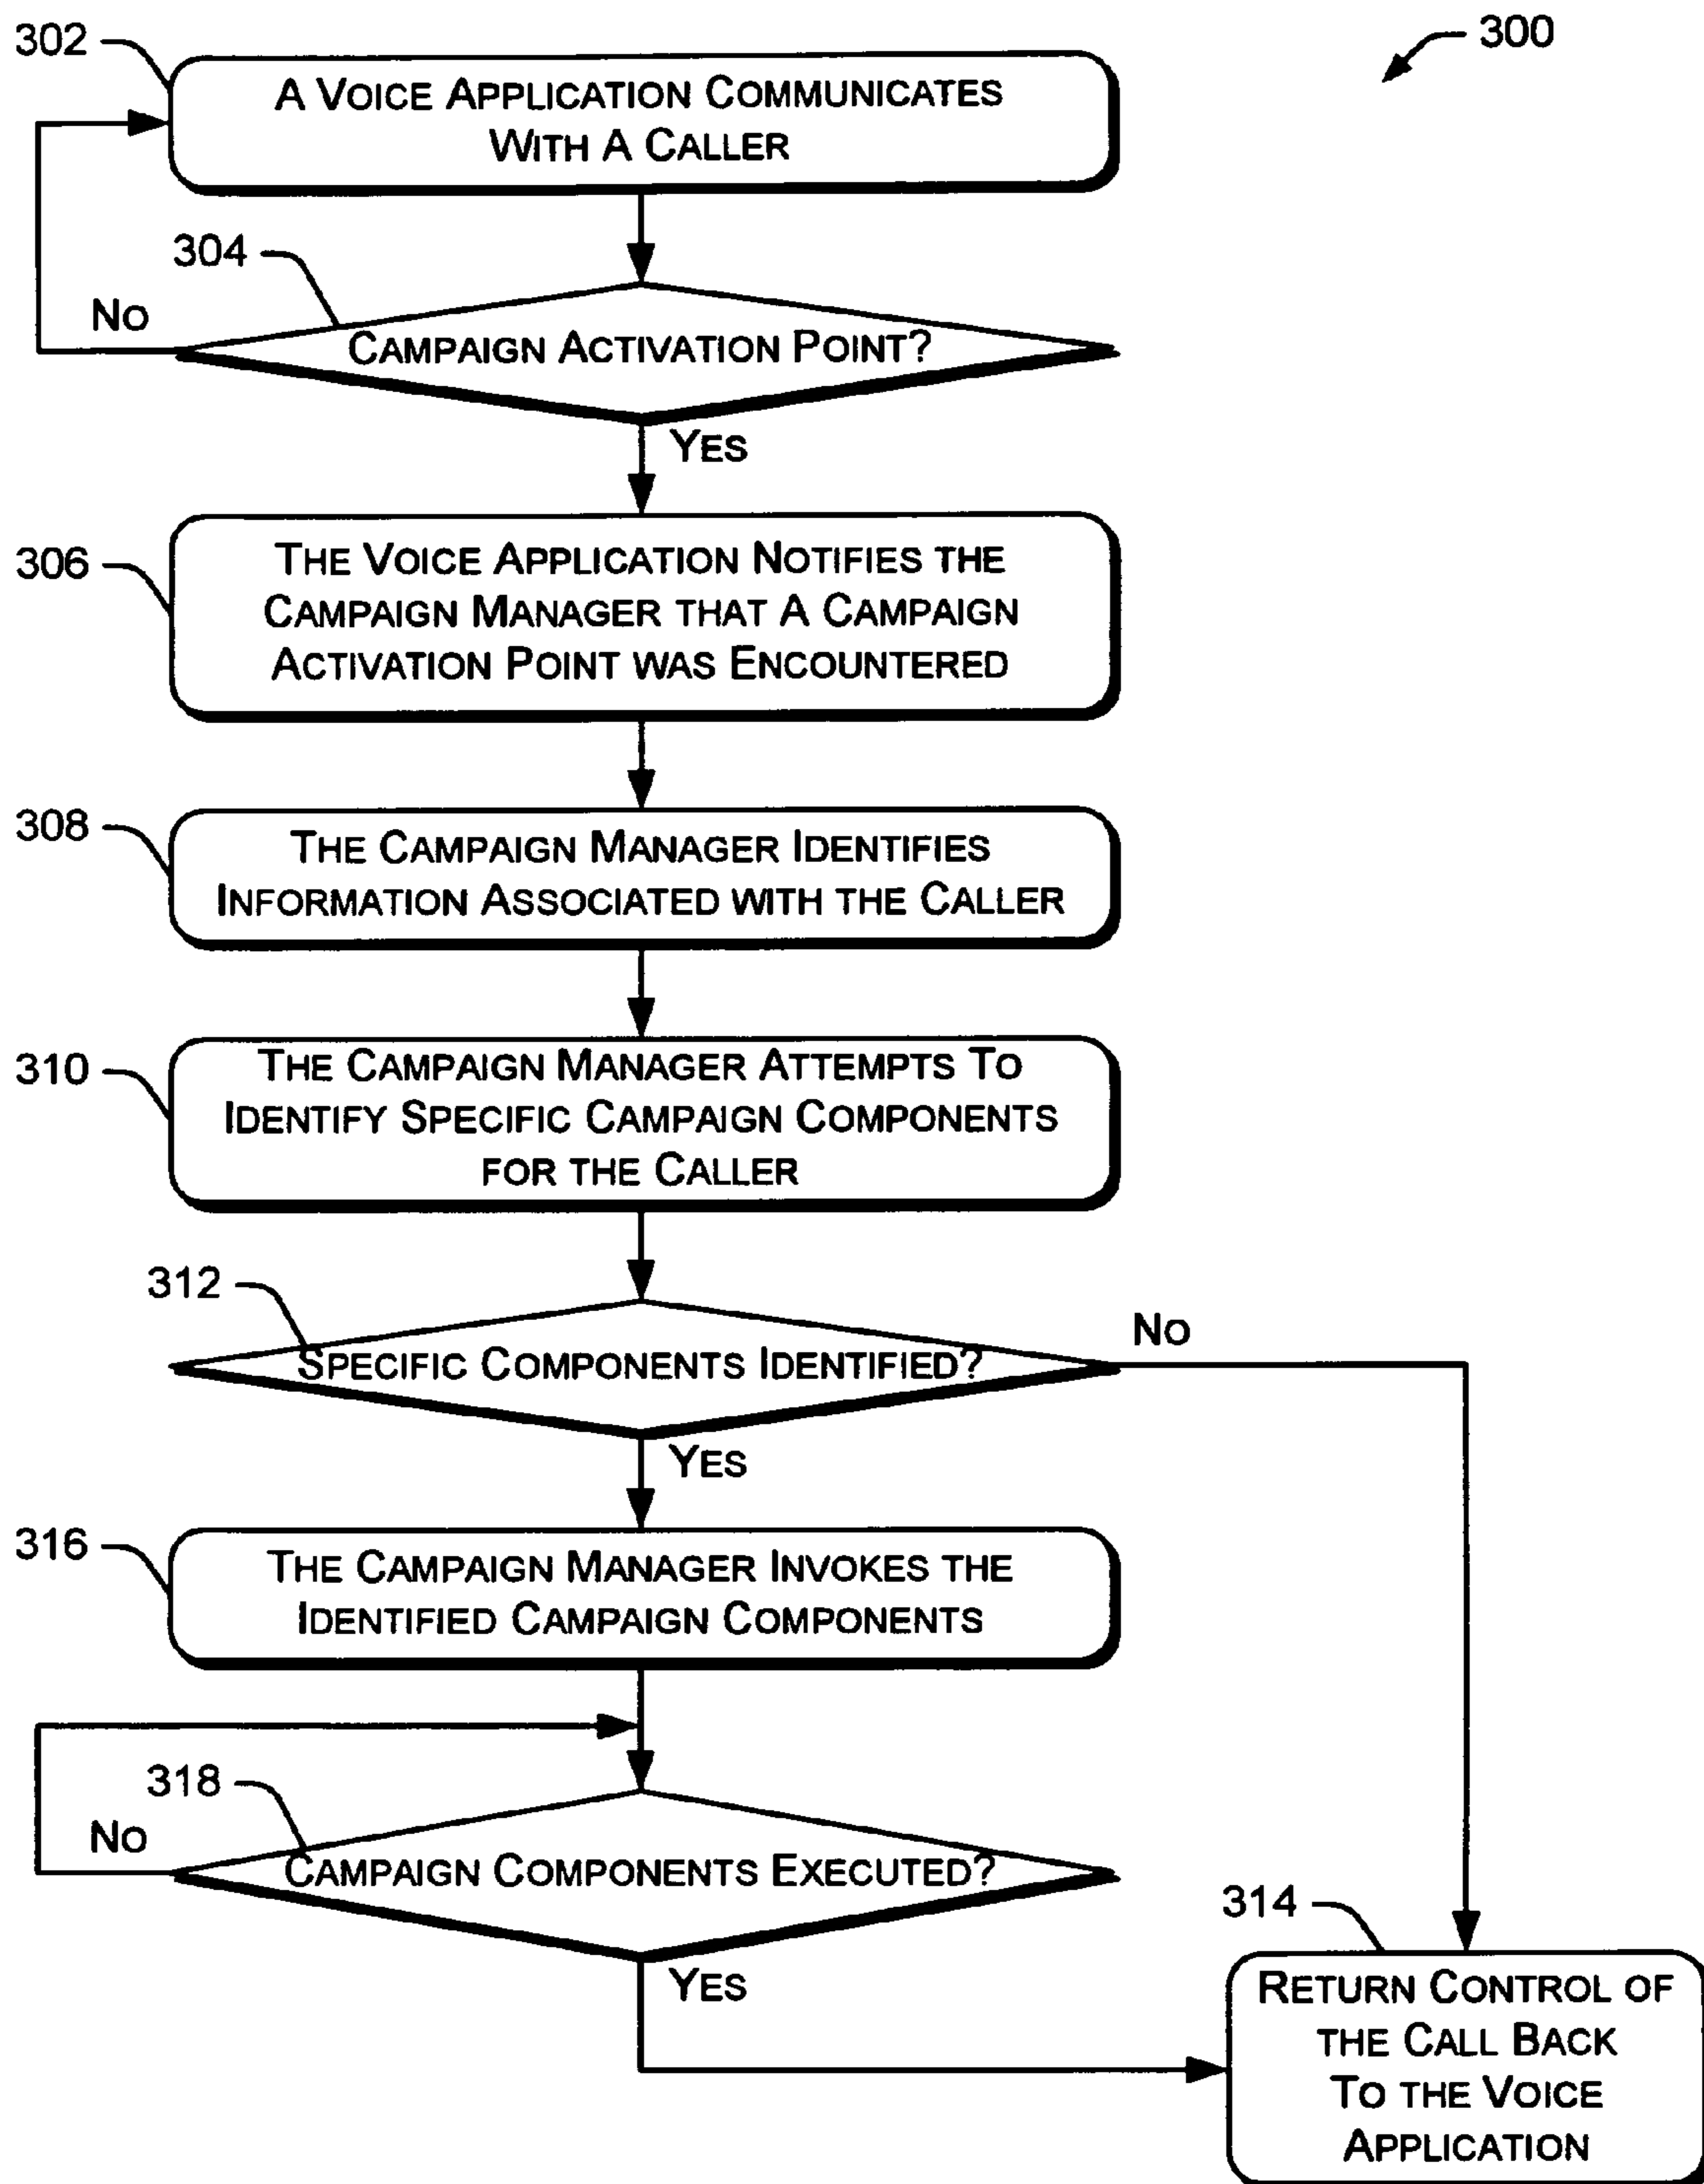 302
300
A VOICE APPLICATION COMMUNICATES
WITH A CALLER
304
NO
CAMPAIGN ACTIVATION POINT?
YES
306
THE VOICE APPLICATION NOTIFIES THE
CAMPAIGN MANAGER THAT A CAMPAIGN
ACTIVATION POINT WAS ENCOUNTERED
308
THE CAMPAIGN MANAGER IDENTIFIES
INFORMATION ASSOCIATED WITH THE CALLER
310
THE CAMPAIGN MANAGER ATTEMPTS TO
IDENTIFY SPECIFIC CAMPAIGN COMPONENTS
FOR THE CALLER
312
NO
SPECIFIC COMPONENTS IDENTIFIED?
YES
316
THE CAMPAIGN MANAGER INVOKES THE
IDENTIFIED CAMPAIGN COMPONENTS
318
NO
CAMPAIGN COMPONENTS EXECUTED?
YES
314
RETURN CONTROL OF
THE CALL BACK
TO THE VOICE
APPLICATION